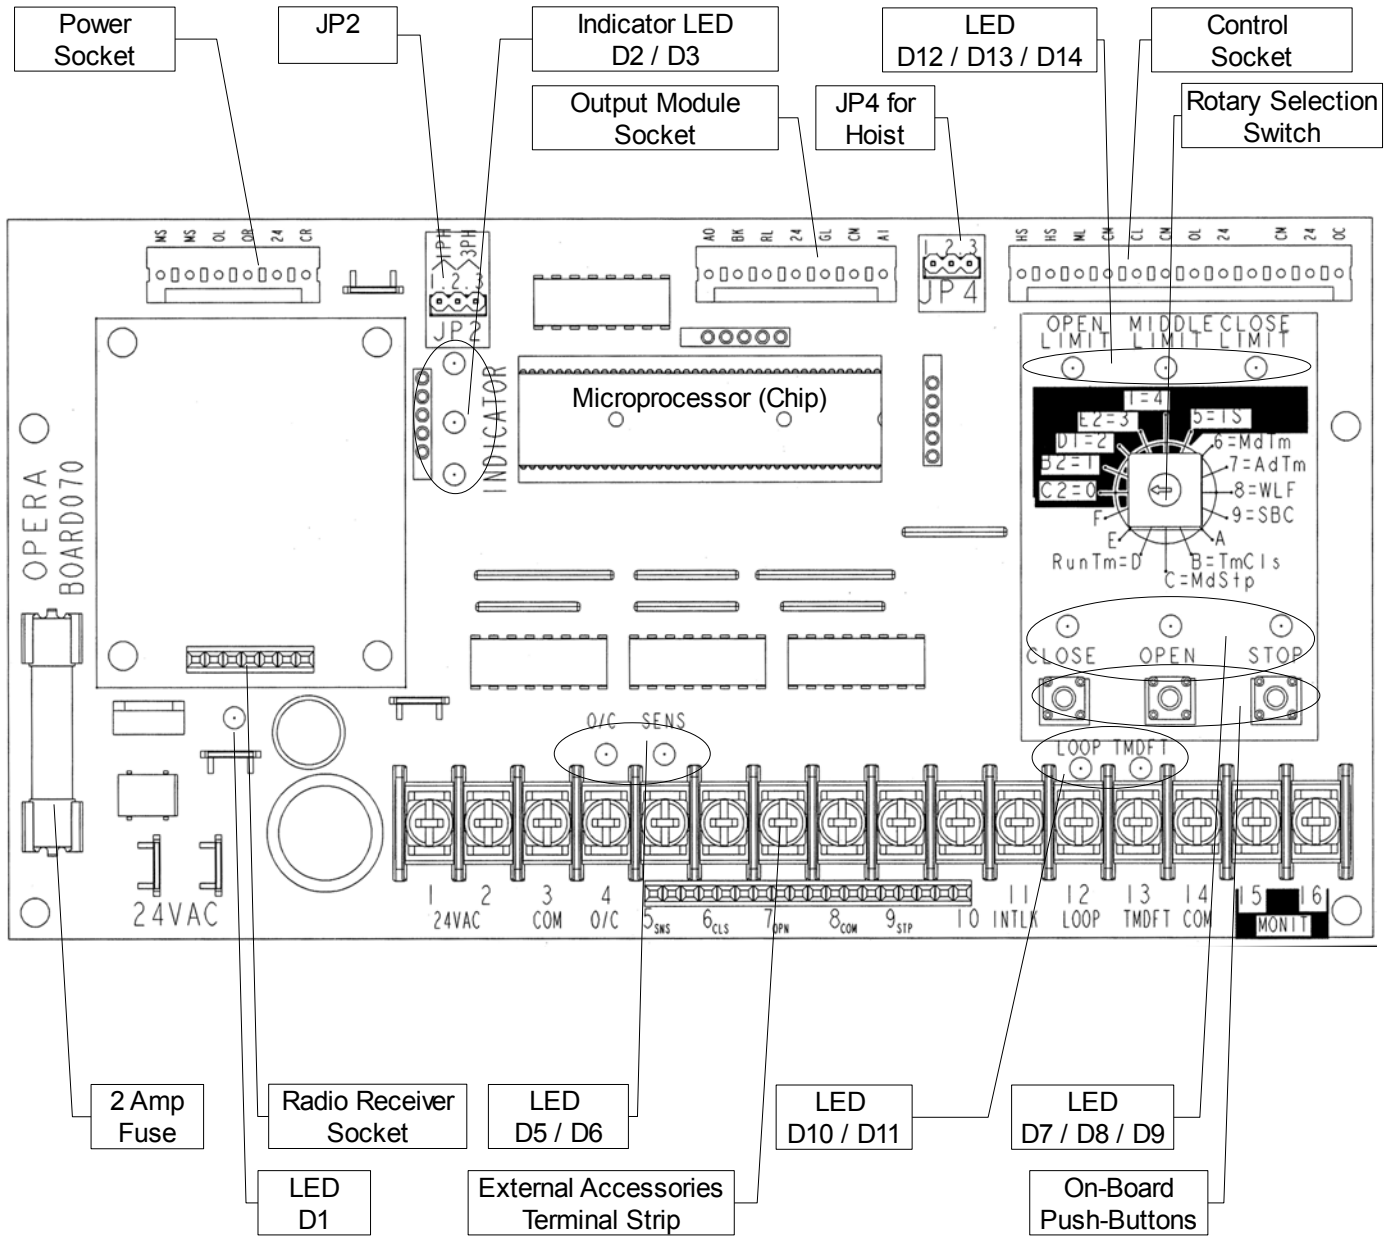 Power
Socket
JP2
Indicator LED
D2 / D3
LED
D12 / D13 / D14
Control
Socket
Output Module
Socket
JP4 for
Hoist
Rotary Selection
Switch
MS
MS
OL
OR
24
CR
1PH
3PH
1 2 3
JP2
AO
BK
RL
24
GL
CM
AI
1 2 3
JP4
HS
HS
ML
CM
CL
CM
OL
24
CM
24
OC
OPEN
LIMIT
MIDDLE
LIMIT
CLOSE
LIMIT
INDICATOR
Microprocessor (Chip)
1=4
E2=3
5=1S
D1=2
6=MdTm
B2=1
7=AdTm
C2=0
8=WLF
F
9=SBC
E
A
RunTm=D
B=TmCls
C=MdStp
OPERA
BOARD070
CLOSE
OPEN
STOP
O/C
SENS
LOOP
TMDFT
24VAC
1
2
24VAC
3
COM
4
O/C
5SNS
6CLS
7OPN
8COM
9STP
10
11
INTLK
12
LOOP
13
TMDFT
14
COM
15
16
MONIT
2 Amp
Fuse
Radio Receiver
Socket
LED
D5 / D6
LED
D10 / D11
LED
D7 / D8 / D9
LED
D1
External Accessories
Terminal Strip
On-Board
Push-Buttons